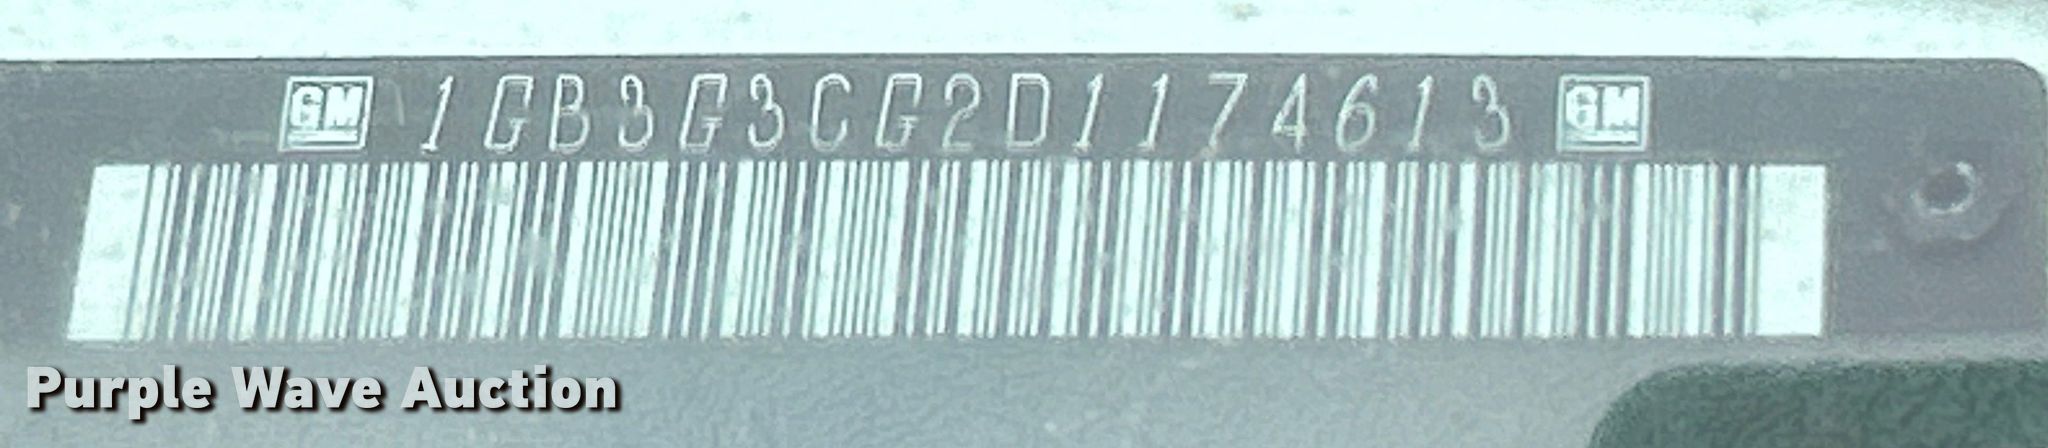 GM 1GB3G3CG2D1174613 GM
Purple Wave Auction